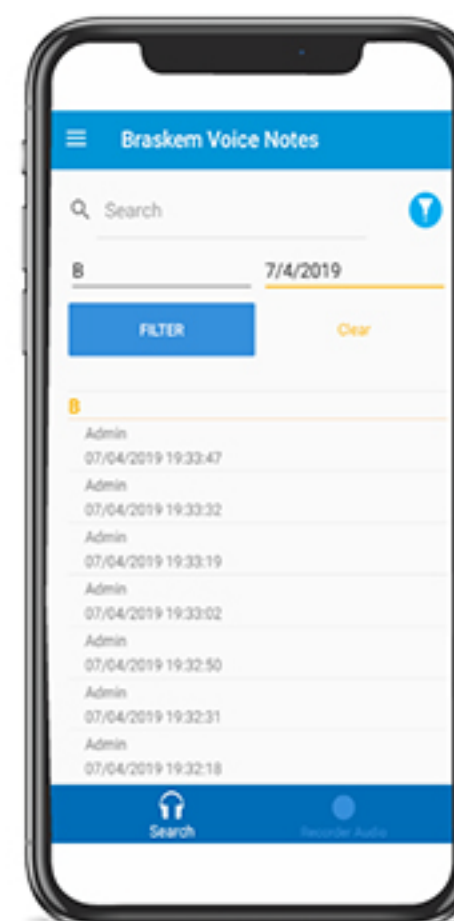 Braskem Voice Notes
Search
B 7/4/2019
FILTER Clear
B
Admin
07/04/2019 19:33:47
Admin
07/04/2019 19:33:32
Admin
07/04/2019 19:33:19
Admin
07/04/2019 19:33:02
Admin
07/04/2019 19:32:50
Admin
07/04/2019 19:32:31
Admin
07/04/2019 19:32:18
Search Recorder Audio